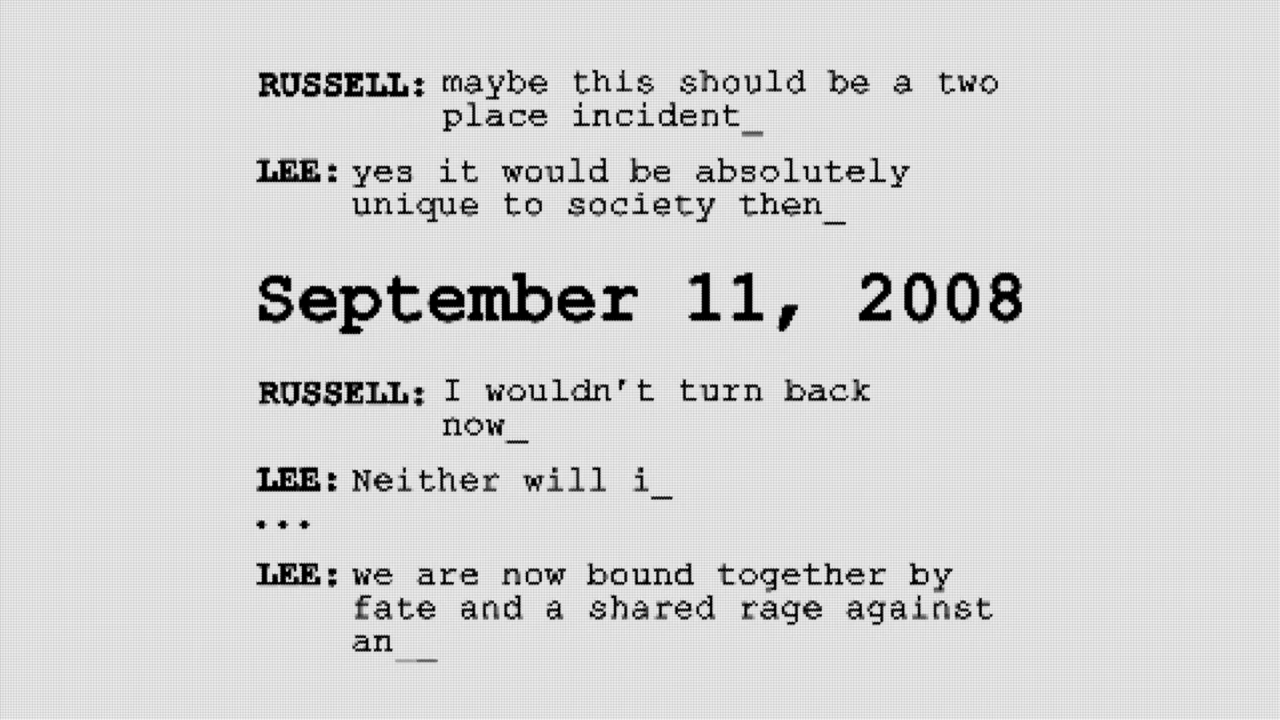 RUSSELL: maybe this should be a two
place incident_
LEE: yes it would be absolutely
unique to society then_
September 11, 2008
RUSSELL: I wouldn't turn back
now_
LEE: Neither will i_
...
LEE: we are now bound together by
fate and a shared rage against
an__